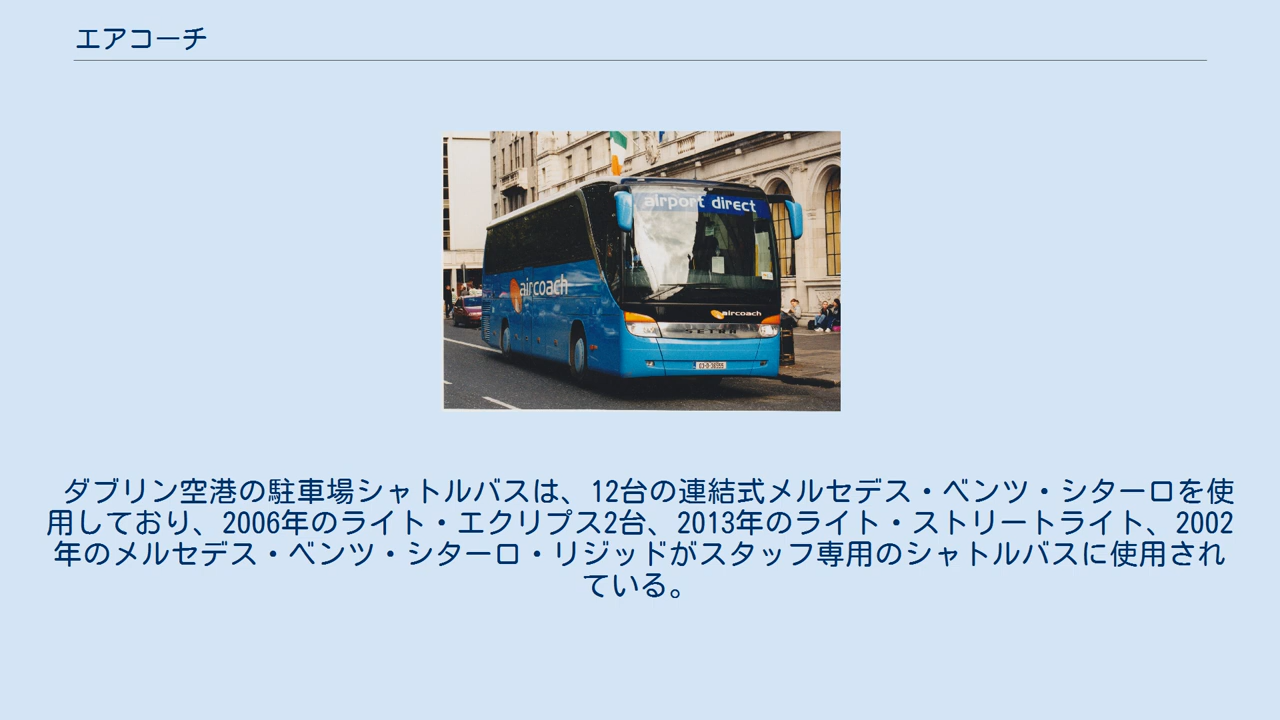 エアコーチ
airport direct
aircoach
aircoach
SETRA
ダブリン空港の駐車場シャトルバスは、12台の連結式メルセデス・ベンツ・シターロを使
用しており、2006年のライト・エクリプス2台、2013年のライト・ストリートライト、2002
年のメルセデス・ベンツ・シターロ・リジッドがスタッフ専用のシャトルバスに使用され
ている。